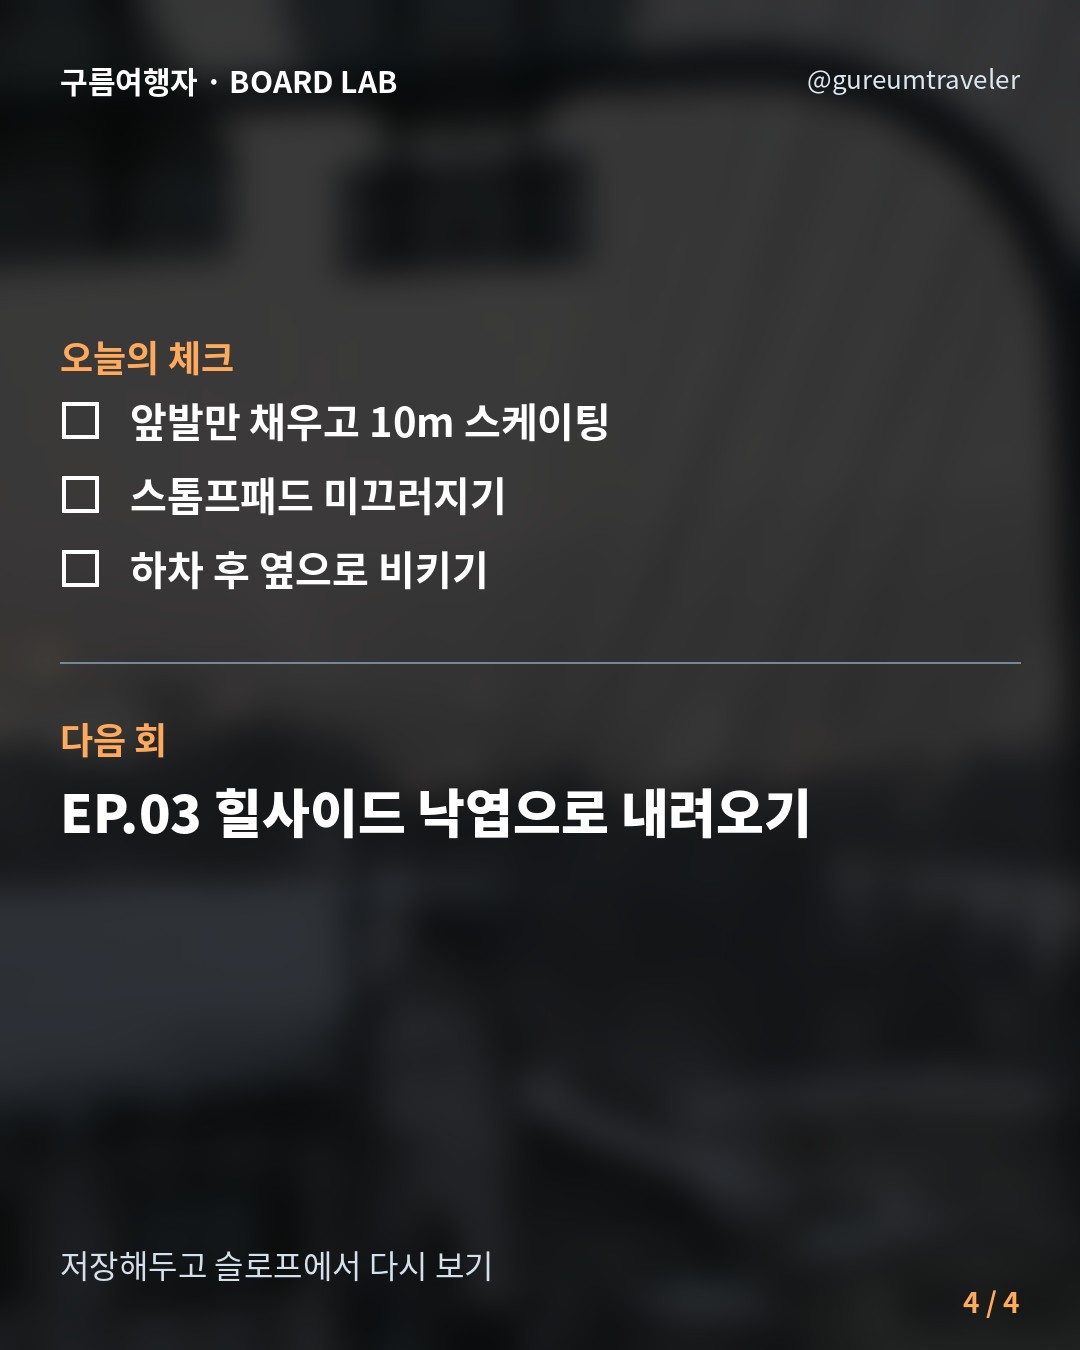 구름여행자 · BOARD LAB
@gureumtraveler
오늘의 체크
앞발만 채우고 10m 스케이팅
스톰프패드 미끄러지기
하차 후 옆으로 비키기
다음 회
EP.03 힐사이드 낙엽으로 내려오기
저장해두고 슬로프에서 다시 보기
4 / 4